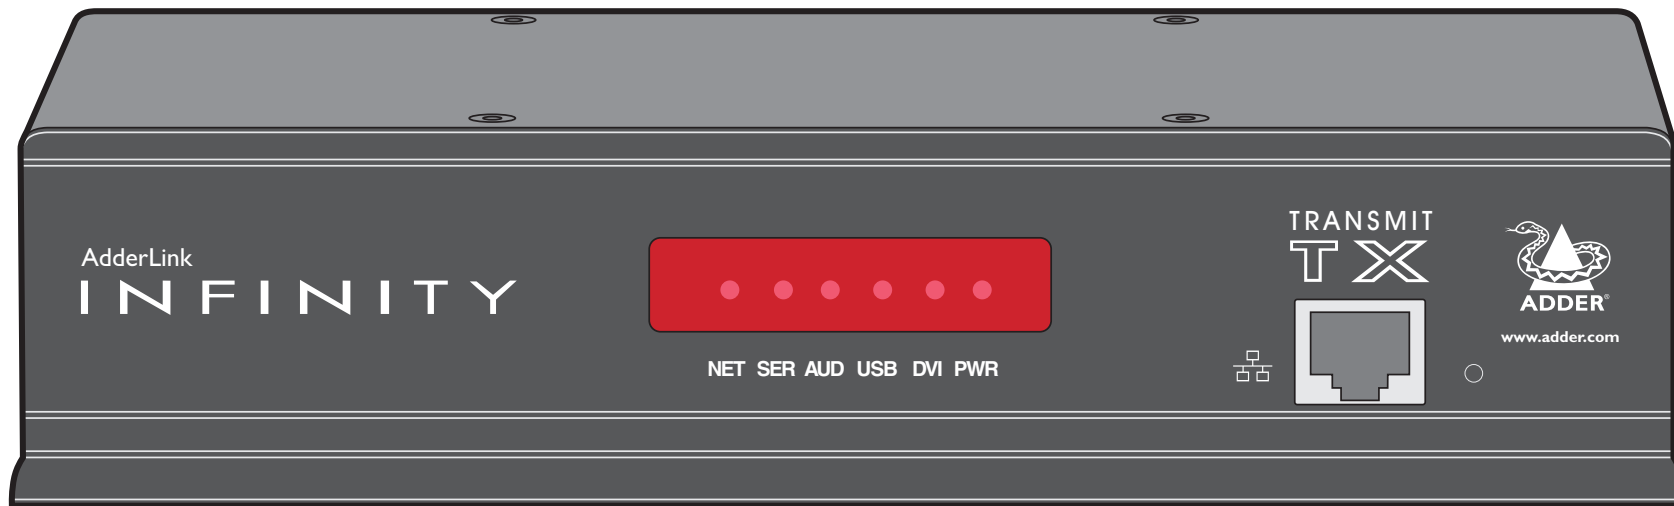 AdderLink
INFINITY
NET SER AUD USB DVI PWR
TRANSMIT
TX
ADDER®
www.adder.com